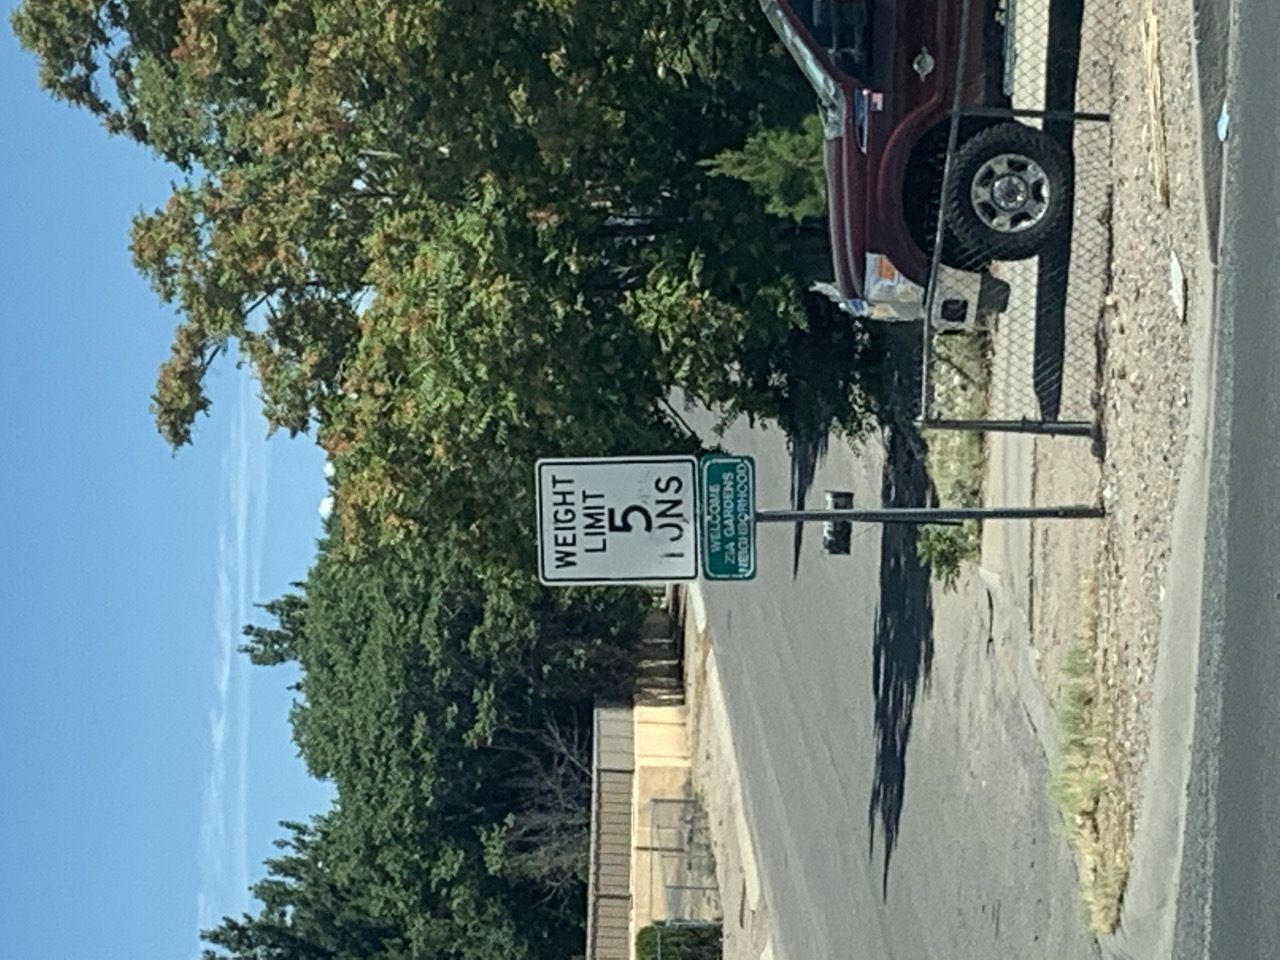 WEIGHT
LIMIT
5
TONS
WELCOME
ZIA GARDENS
NEIGHBORHOOD